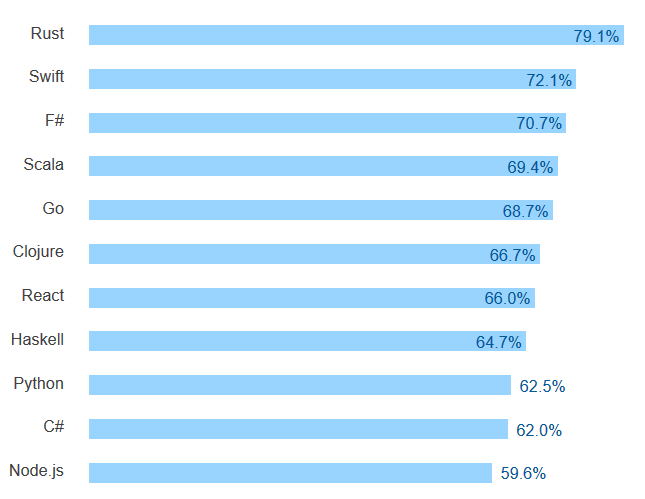 Rust 79.1%
Swift 72.1%
F# 70.7%
Scala 69.4%
Go 68.7%
Clojure 66.7%
React 66.0%
Haskell 64.7%
Python 62.5%
C# 62.0%
Node.js 59.6%